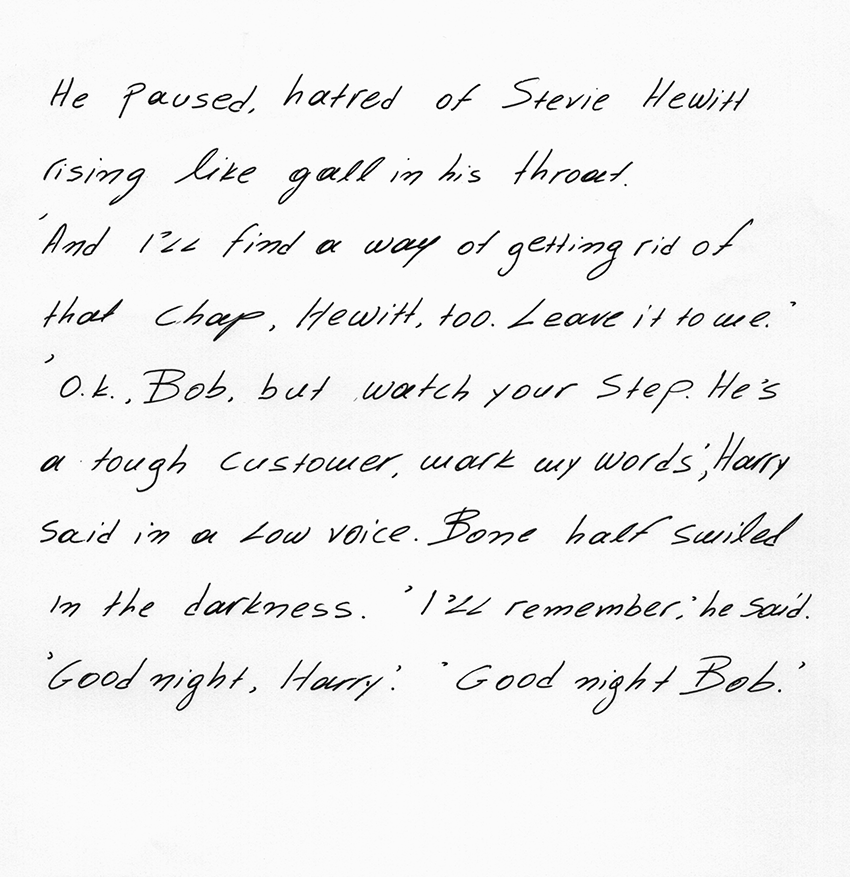 He paused, hatred of Stevie Hewitt
rising like gall in his throat.
'And I'll find a way of getting rid of
that chap, Hewitt, too. Leave it to me.'
'O.k., Bob, but watch your step. He's
a tough customer, mark my words', Harry
said in a low voice. Bone half smiled
in the darkness. 'I'll remember,' he said.
'Good night, Harry'. 'Good night Bob.'